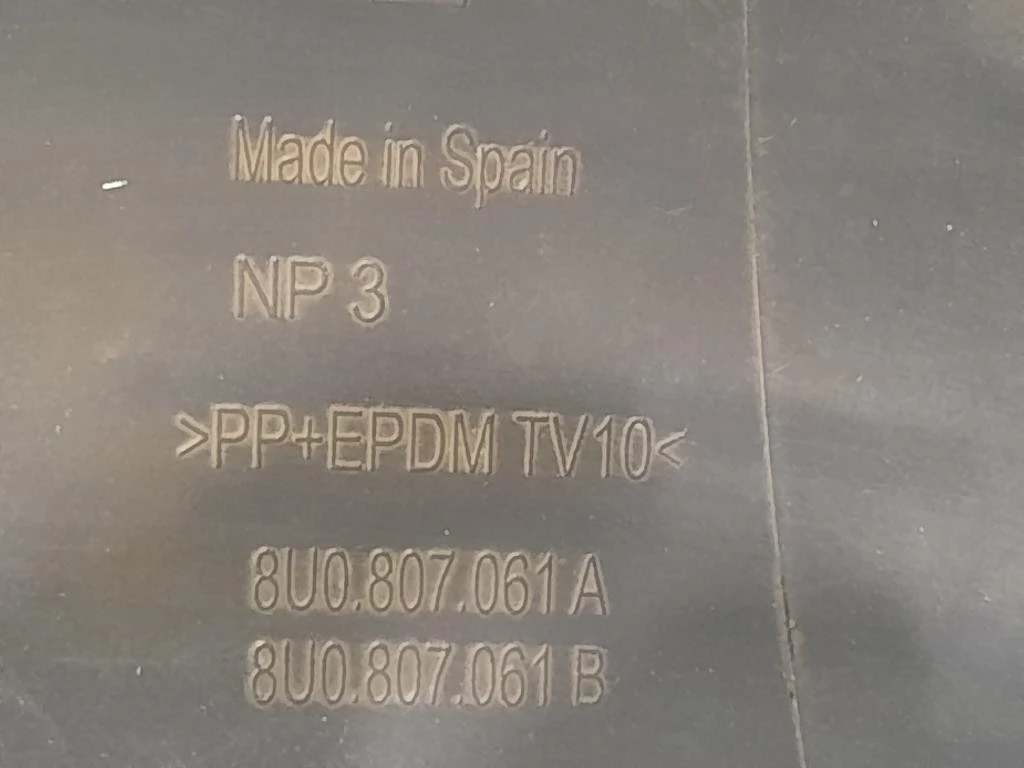 Made in Spain
NP 3
>PP+EPDM TV10<
8U0.807.061 A
8U0.807.061 B